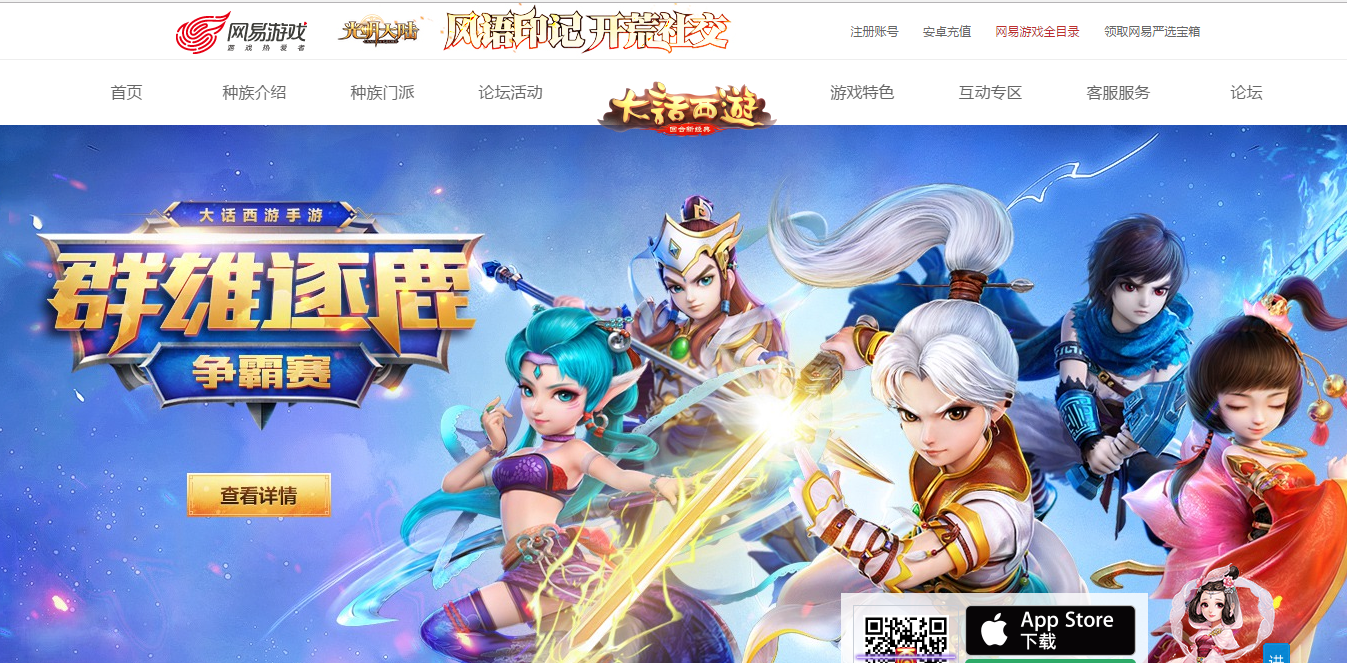 网易游戏
游戏热爱者
光明大陆
风语印记 开荒社交
注册账号 安卓充值 网易游戏全目录 领取网易严选宝箱
首页 种族介绍 种族门派 论坛活动 大话西遊 游戏特色 互动专区 客服服务 论坛
回合新经典
大话西游手游
群雄逐鹿
争霸赛
查看详情
App Store
下载